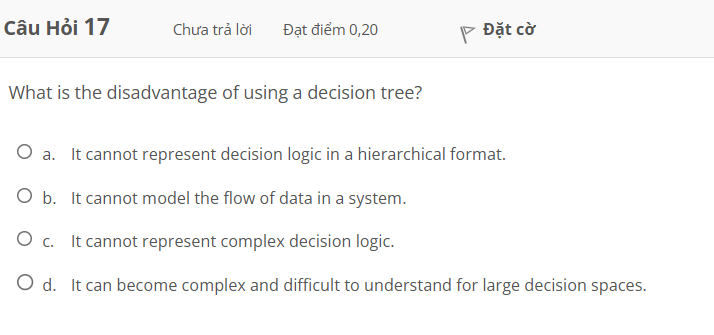 Câu Hỏi 17 Chưa trả lời Đạt điểm 0,20 Đặt cờ
What is the disadvantage of using a decision tree?
a. It cannot represent decision logic in a hierarchical format.
b. It cannot model the flow of data in a system.
c. It cannot represent complex decision logic.
d. It can become complex and difficult to understand for large decision spaces.